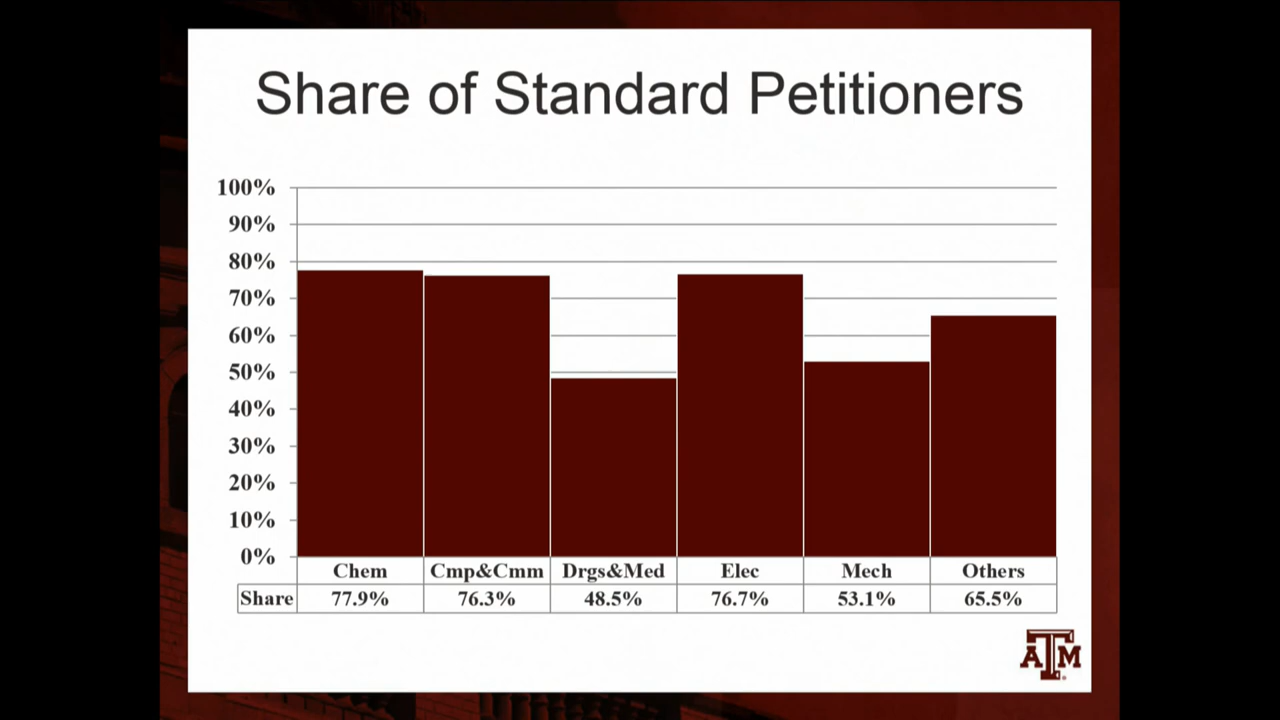 Share of Standard Petitioners
100%
90%
80%
70%
60%
50%
40%
30%
20%
10%
0%
Chem Cmp&Cmm Drgs&Med Elec Mech Others
Share 77.9% 76.3% 48.5% 76.7% 53.1% 65.5%
ATM